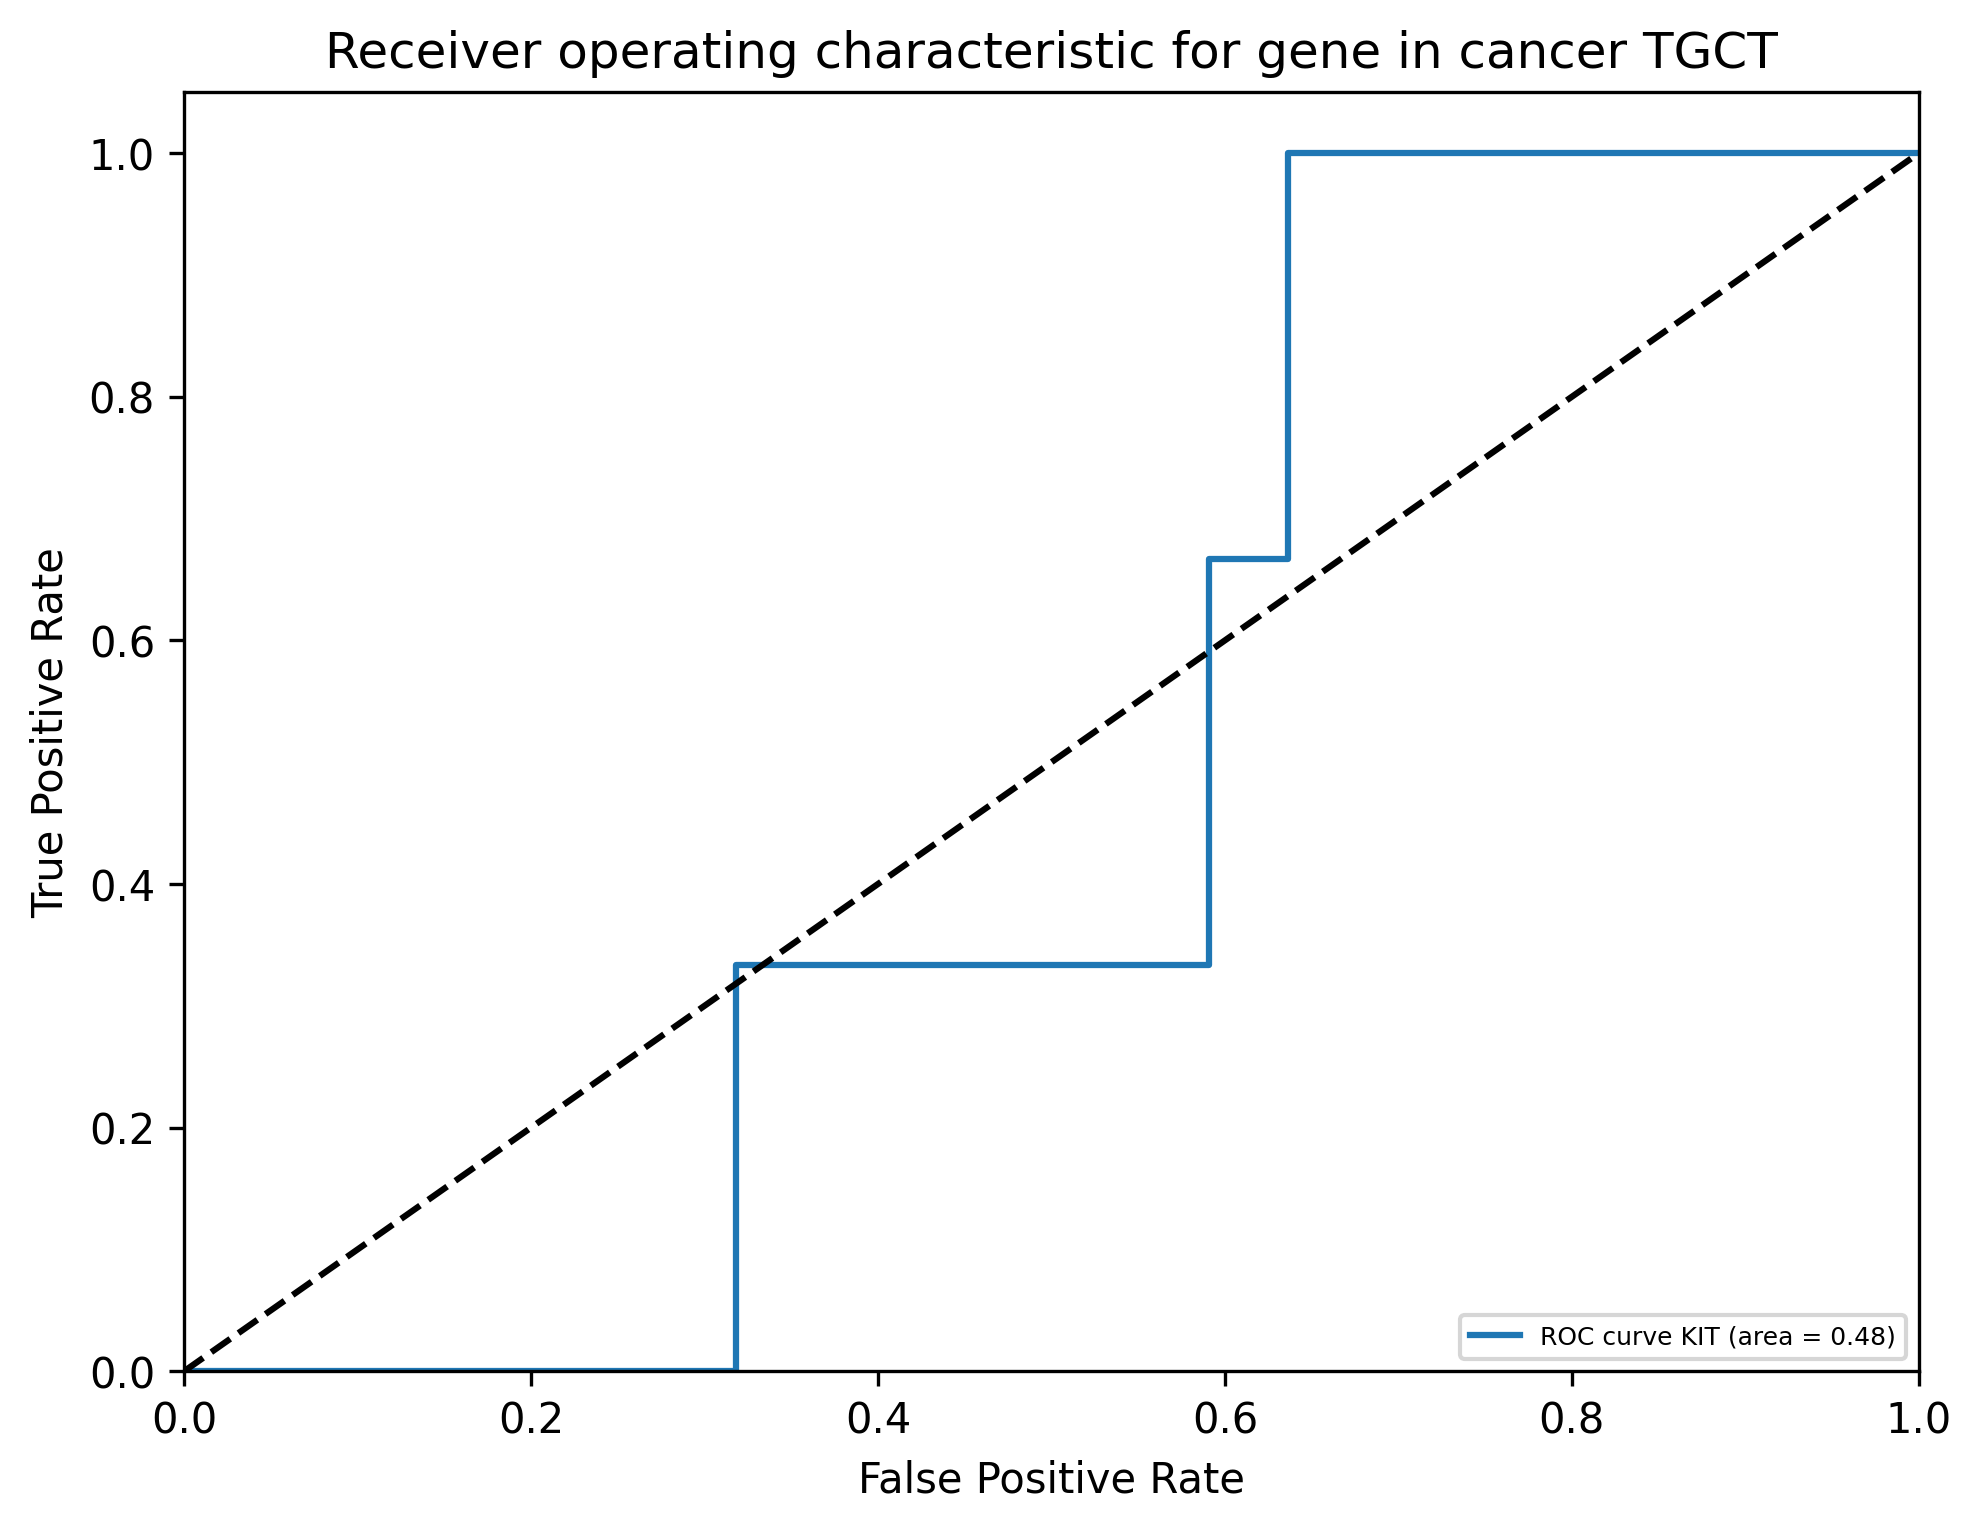 Receiver operating characteristic for gene in cancer TGCT
True Positive Rate
1.0
0.8
0.6
0.4
0.2
0.0
0.0 0.2 0.4 0.6 0.8 1.0
False Positive Rate
ROC curve KIT (area = 0.48)